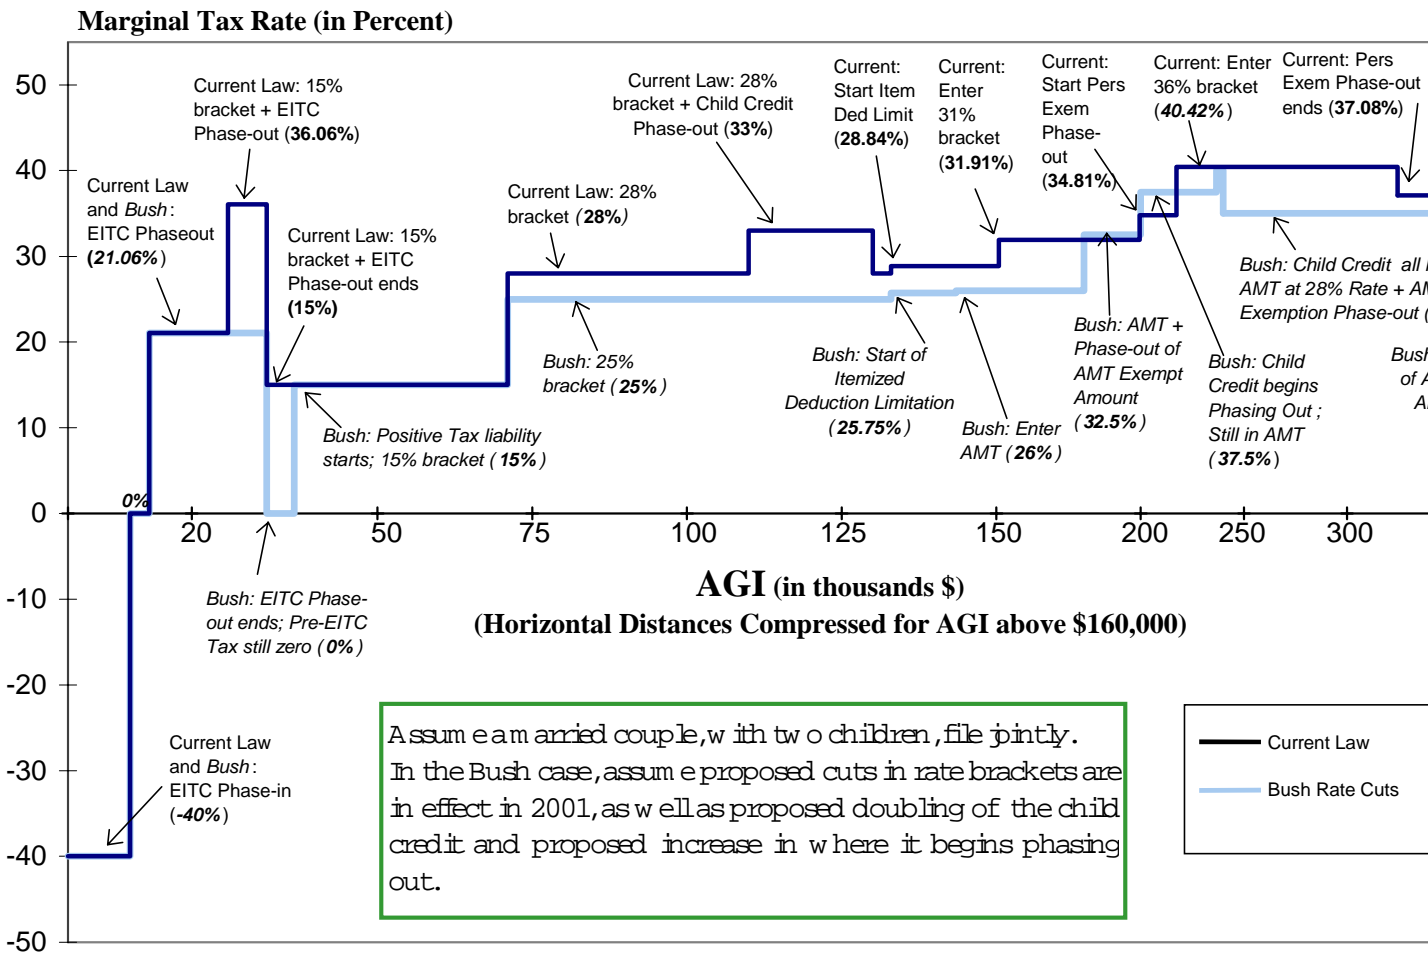 Marginal Tax Rate (in Percent)
50
40
30
20
10
0
-10
-20
-30
-40
-50
Current Law
and Bush:
EITC Phaseout
(21.06%)
Current Law: 15%
bracket + EITC
Phase-out (36.06%)
Current Law: 15%
bracket + EITC
Phase-out ends
(15%)
Current Law: 28%
bracket (28%)
Current Law: 28%
bracket + Child Credit
Phase-out (33%)
Current:
Start Item
Ded Limit
(28.84%)
Current:
Enter
31%
bracket
(31.91%)
Current:
Start Pers
Exem
Phase-
out
(34.81%)
Current: Enter
36% bracket
(40.42%)
Current: Pers
Exem Phase-out
ends (37.08%)
Bush: Positive Tax liability
starts; 15% bracket (15%)
Bush: 25%
bracket (25%)
Bush: Start of
Itemized
Deduction Limitation
(25.75%)
Bush: Enter
AMT (26%)
Bush: AMT +
Phase-out of
AMT Exempt
Amount
(32.5%)
Bush: Child
Credit begins
Phasing Out ;
Still in AMT
(37.5%)
Bush: Child Credit all
AMT at 28% Rate +
Exemption Phase-out (
of
0%
20 50 75 100 125 150 200 250 300
Bush: EITC Phase-
out ends; Pre-EITC
Tax still zero (0%)
AGI (in thousands $)
(Horizontal Distances Compressed for AGI above $160,000)
Current Law
and Bush:
EITC Phase-in
(-40%)
Assume a married couple, with two children, file jointly.
In the Bush case, assume proposed cuts in rate brackets are
in effect in 2001, as well as proposed doubling of the child
credit and proposed increase in where it begins phasing
out.
Current Law
Bush Rate Cuts